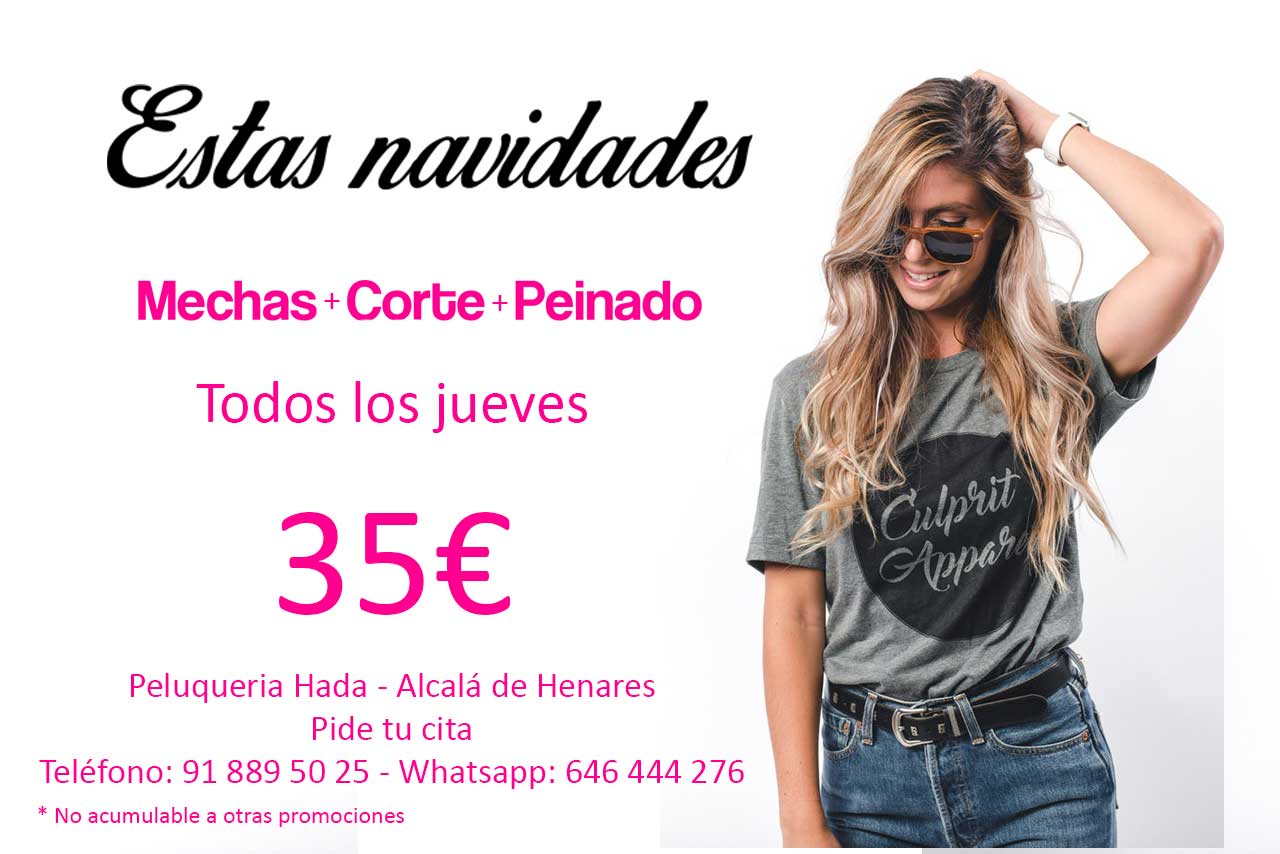 Estas navidades
Mechas + Corte + Peinado
Todos los jueves
35€
Peluqueria Hada - Alcalá de Henares
Pide tu cita
Teléfono: 91 889 50 25 - Whatsapp: 646 444 276
* No acumulable a otras promociones
Culprit
Appare